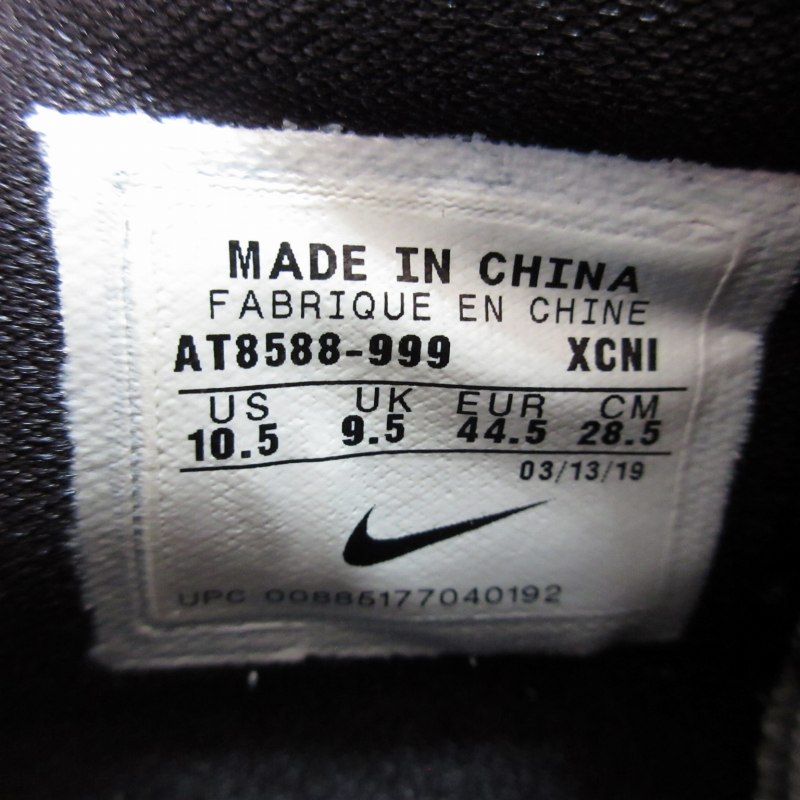 MADE IN CHINA
FABRIQUE EN CHINE
AT8588-999 XCNI
US UK EUR CM
10.5 9.5 44.5 28.5
03/13/19
UPC 00885177040192